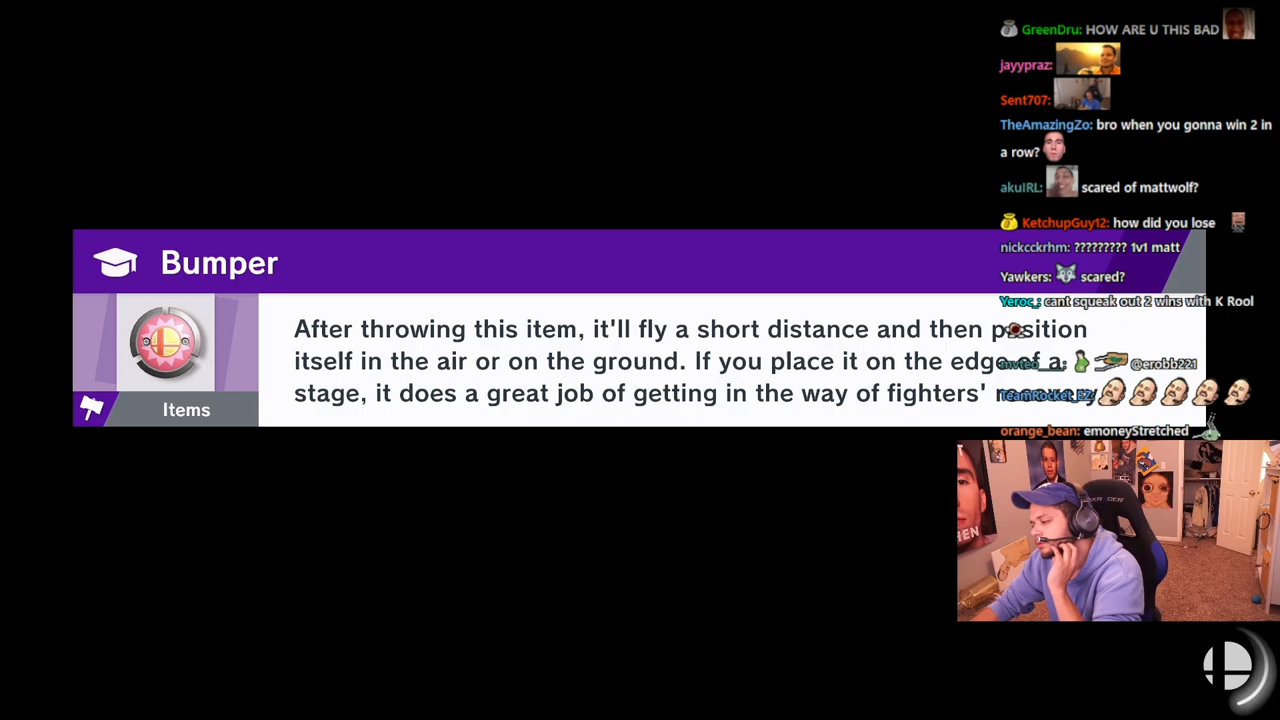 GreenDru: HOW ARE U THIS BAD
jayypraz:
Sent707:
TheAmazingZo: bro when you gonna win 2 in
a row?
akuIRL: scared of mattwolf?
KetchupGuy12: how did you lose
nickcckrhm: ????????? 1v1 matt
Yawkers: scared?
Yeroc_: cant squeak out 2 wins with K Rool
@erobb221
TeamRocket_EZ:
orange_bean: emoneyStretched
Bumper
After throwing this item, it'll fly a short distance and then position
itself in the air or on the ground. If you place it on the edge of a
stage, it does a great job of getting in the way of fighters' recovery.
Items